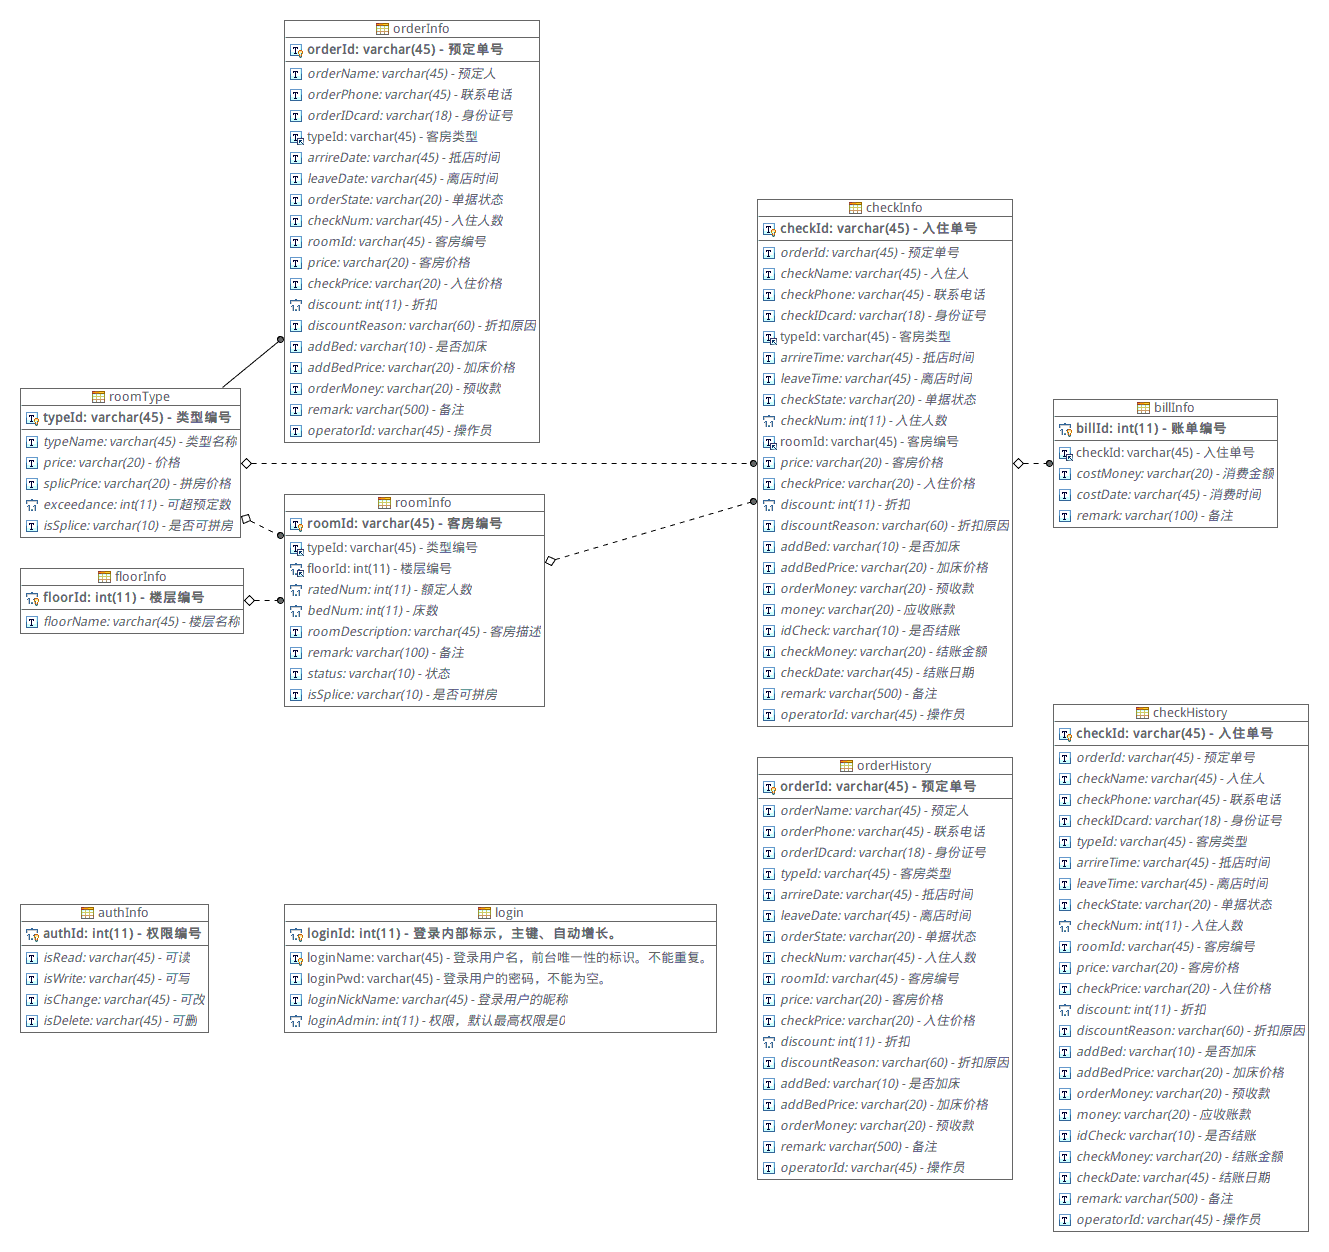 orderInfo
orderId: varchar(45) - 预定单号
orderName: varchar(45) - 预定人
orderPhone: varchar(45) - 联系电话
orderIDcard: varchar(18) - 身份证号
typeId: varchar(45) - 客房类型
arrireDate: varchar(45) - 抵店时间
leaveDate: varchar(45) - 离店时间
orderState: varchar(20) - 单据状态
checkNum: varchar(45) - 入住人数
roomId: varchar(45) - 客房编号
price: varchar(20) - 客房价格
checkPrice: varchar(20) - 入住价格
discount: int(11) - 折扣
discountReason: varchar(60) - 折扣原因
addBed: varchar(10) - 是否加床
addBedPrice: varchar(20) - 加床价格
orderMoney: varchar(20) - 预收款
remark: varchar(500) - 备注
operatorId: varchar(45) - 操作员
roomType
typeId: varchar(45) - 类型编号
typeName: varchar(45) - 类型名称
price: varchar(20) - 价格
splicPrice: varchar(20) - 拼房价格
exceedance: int(11) - 可超预定数
isSplice: varchar(10) - 是否可拼房
floorInfo
floorId: int(11) - 楼层编号
floorName: varchar(45) - 楼层名称
roomInfo
roomId: varchar(45) - 客房编号
typeId: varchar(45) - 类型编号
floorId: int(11) - 楼层编号
ratedNum: int(11) - 额定人数
bedNum: int(11) - 床数
roomDescription: varchar(45) - 客房描述
remark: varchar(100) - 备注
status: varchar(10) - 状态
isSplice: varchar(10) - 是否可拼房
checkInfo
checkId: varchar(45) - 入住单号
orderId: varchar(45) - 预定单号
checkName: varchar(45) - 入住人
checkPhone: varchar(45) - 联系电话
checkIDcard: varchar(18) - 身份证号
typeId: varchar(45) - 客房类型
arrireTime: varchar(45) - 抵店时间
leaveTime: varchar(45) - 离店时间
checkState: varchar(20) - 单据状态
checkNum: int(11) - 入住人数
roomId: varchar(45) - 客房编号
price: varchar(20) - 客房价格
checkPrice: varchar(20) - 入住价格
discount: int(11) - 折扣
discountReason: varchar(60) - 折扣原因
addBed: varchar(10) - 是否加床
addBedPrice: varchar(20) - 加床价格
orderMoney: varchar(20) - 预收款
money: varchar(20) - 应收账款
idCheck: varchar(10) - 是否结账
checkMoney: varchar(20) - 结账金额
checkDate: varchar(45) - 结账日期
remark: varchar(500) - 备注
operatorId: varchar(45) - 操作员
billInfo
billId: int(11) - 账单编号
checkId: varchar(45) - 入住单号
costMoney: varchar(20) - 消费金额
costDate: varchar(45) - 消费时间
remark: varchar(100) - 备注
authInfo
authId: int(11) - 权限编号
isRead: varchar(45) - 可读
isWrite: varchar(45) - 可写
isChange: varchar(45) - 可改
isDelete: varchar(45) - 可删
login
loginId: int(11) - 登录内部标示，主键、自动增长。
loginName: varchar(45) - 登录用户名，前台唯一性的标识。不能重复。
loginPwd: varchar(45) - 登录用户的密码，不能为空。
loginNickName: varchar(45) - 登录用户的昵称
loginAdmin: int(11) - 权限，默认最高权限是0
orderHistory
orderId: varchar(45) - 预定单号
orderName: varchar(45) - 预定人
orderPhone: varchar(45) - 联系电话
orderIDcard: varchar(18) - 身份证号
typeId: varchar(45) - 客房类型
arrireDate: varchar(45) - 抵店时间
leaveDate: varchar(45) - 离店时间
orderState: varchar(20) - 单据状态
checkNum: varchar(45) - 入住人数
roomId: varchar(45) - 客房编号
price: varchar(20) - 客房价格
checkPrice: varchar(20) - 入住价格
discount: int(11) - 折扣
discountReason: varchar(60) - 折扣原因
addBed: varchar(10) - 是否加床
addBedPrice: varchar(20) - 加床价格
orderMoney: varchar(20) - 预收款
remark: varchar(500) - 备注
operatorId: varchar(45) - 操作员
checkHistory
checkId: varchar(45) - 入住单号
orderId: varchar(45) - 预定单号
checkName: varchar(45) - 入住人
checkPhone: varchar(45) - 联系电话
checkIDcard: varchar(18) - 身份证号
typeId: varchar(45) - 客房类型
arrireTime: varchar(45) - 抵店时间
leaveTime: varchar(45) - 离店时间
checkState: varchar(20) - 单据状态
checkNum: int(11) - 入住人数
roomId: varchar(45) - 客房编号
price: varchar(20) - 客房价格
checkPrice: varchar(20) - 入住价格
discount: int(11) - 折扣
discountReason: varchar(60) - 折扣原因
addBed: varchar(10) - 是否加床
addBedPrice: varchar(20) - 加床价格
orderMoney: varchar(20) - 预收款
money: varchar(20) - 应收账款
idCheck: varchar(10) - 是否结账
checkMoney: varchar(20) - 结账金额
checkDate: varchar(45) - 结账日期
remark: varchar(500) - 备注
operatorId: varchar(45) - 操作员